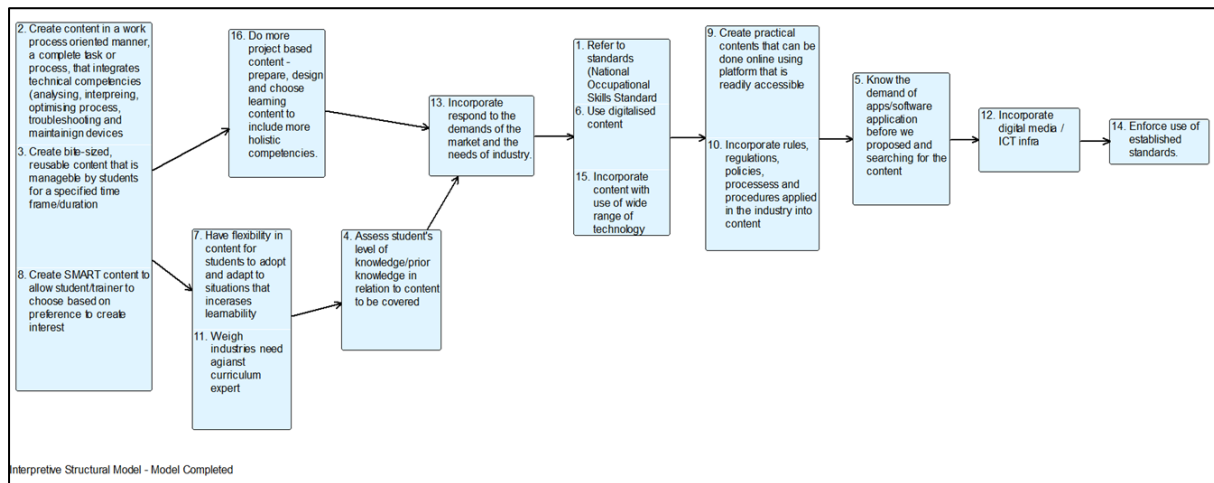 2. Create content in a work
process oriented manner,
a complete task or
process, that integrates
technical competencies
(analysing, interpreing,
optimising process,
troubleshooting and
maintainign devices
3. Create bite-sized,
reusable content that is
manageable by students
for a specified time
frame/duration
8. Create SMART content to
allow student/trainer to
choose based on
preference to create
interest
16. Do more
project based
content -
prepare, design
and choose
learning
content to
include more
holistic
competencies.
7. Have flexibility in
content for
students to adopt
and adapt to
situations that
incerases
learnability
11. Weigh
industries need
agianst
curriculum
expert
4. Assess student's
level of
knowledge/prior
knowledge in
relation to content
to be covered
13. Incorporate
respond to the
demands of the
market and the
needs of industry.
1. Refer to
standards
(National
Occupational
Skills Standard
6. Use digitalised
content
15. Incorporate
content with
use of wide
range of
technology
9. Create practical
contents that can be
done online using
platform that is
readily accessible
10. Incorporate rules,
regulations,
policies,
processess and
procedures applied
in the industry into
content
5. Know the
demand of
apps/software
application
before we
proposed and
searching for the
content
12. Incorporate
digital media /
ICT infra
14. Enforce use of
established
standards.
Interpretive Structural Model - Model Completed